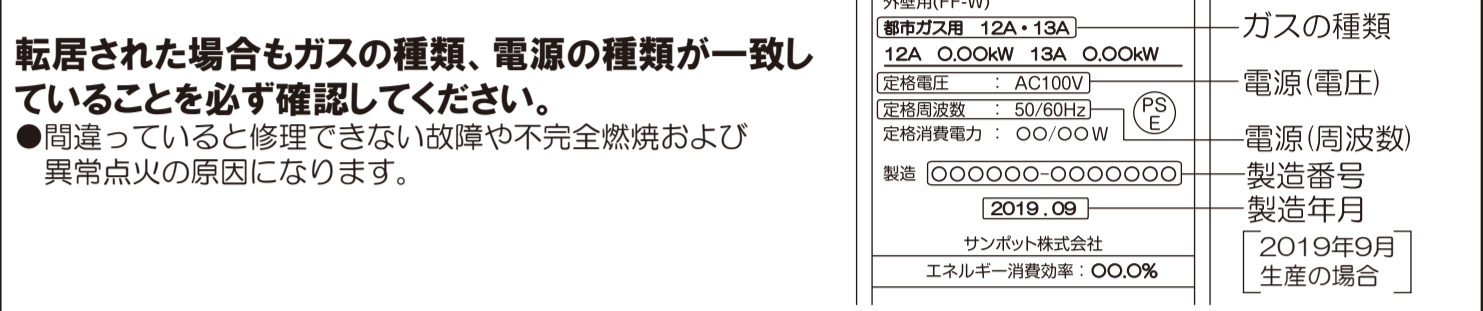 転居された場合もガスの種類、電源の種類が一致し
ていることを必ず確認してください。
●間違っていると修理できない故障や不完全燃焼および
異常点火の原因になります。
外壁用(FF-W)
都市ガス用 12A・13A
12A 0.00kW 13A 0.00kW
定格電圧 : AC100V
定格周波数 : 50/60Hz
定格消費電力 : ○○/○○W
PS
E
製造 ○○○○○○-○○○○○○○
2019.09
サンポット株式会社
エネルギー消費効率:○○.○%
ガスの種類
電源(電圧)
電源(周波数)
製造番号
製造年月
2019年9月
生産の場合